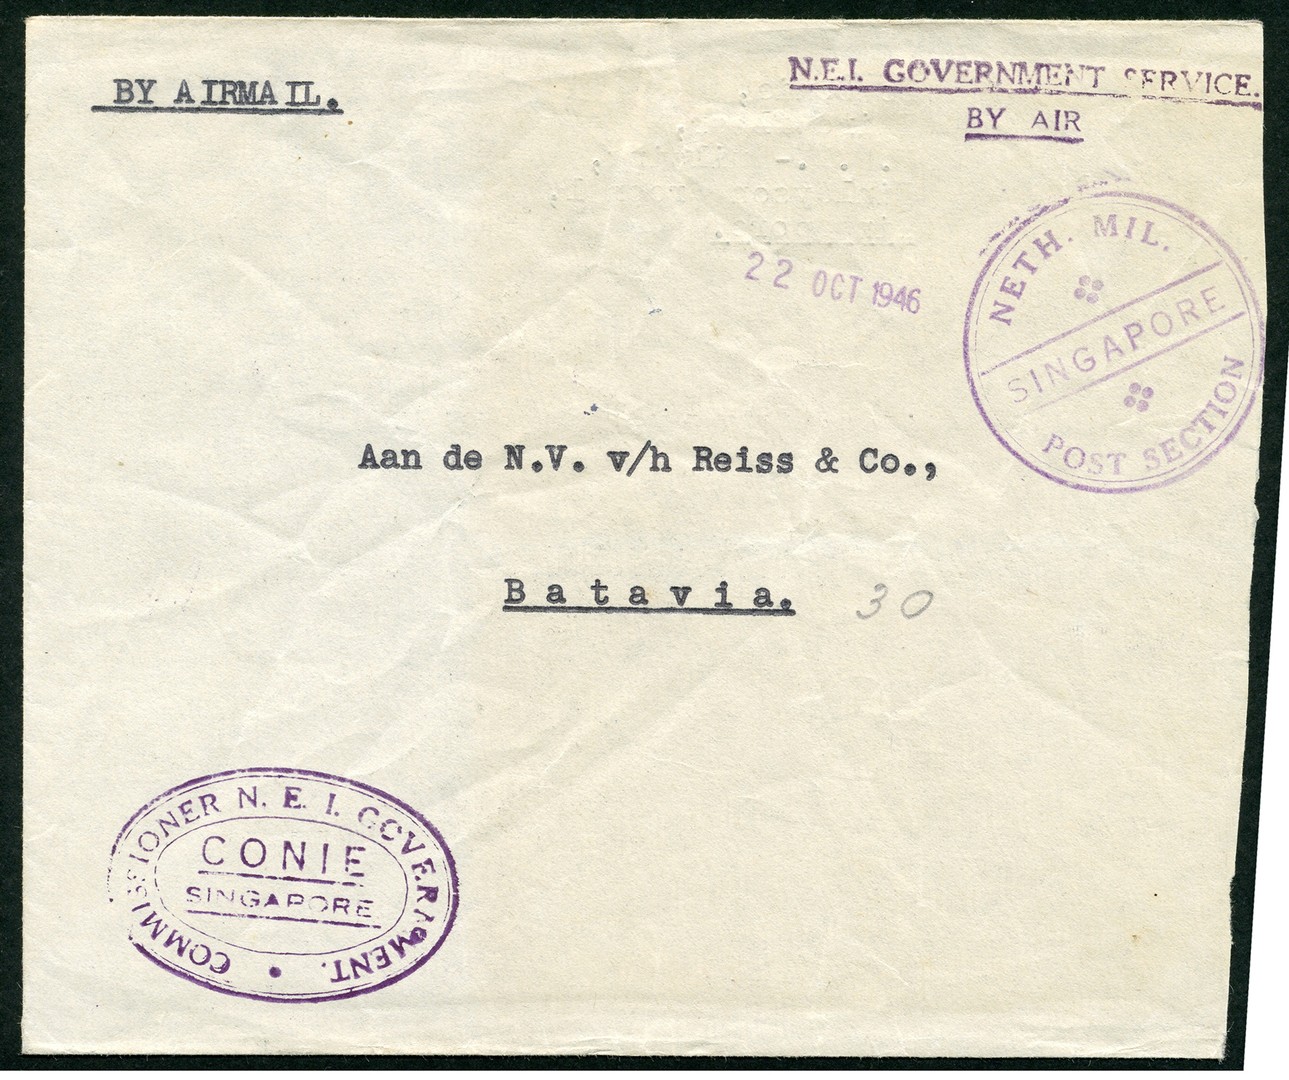 BY AIRMAIL.
N.E.I. GOVERNMENT SERVICE.
BY AIR
22 OCT 1946
NETH. MIL.
SINGAPORE
POST SECTION
Aan de N.V. v/h Reiss & Co.,
Batavia. 30
COMMISSIONER N. E. I. GOVERNMENT.
CONIE
SINGAPORE